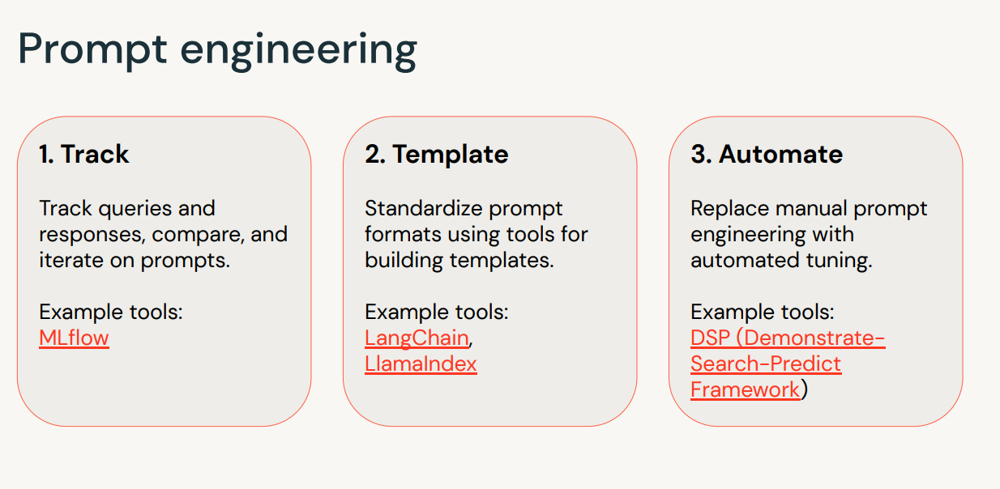 Prompt engineering
1. Track
Track queries and
responses, compare, and
iterate on prompts.
Example tools:
MLflow
2. Template
Standardize prompt
formats using tools for
building templates.
Example tools:
LangChain,
LlamaIndex
3. Automate
Replace manual prompt
engineering with
automated tuning.
Example tools:
DSP (Demonstrate-
Search-Predict
Framework)